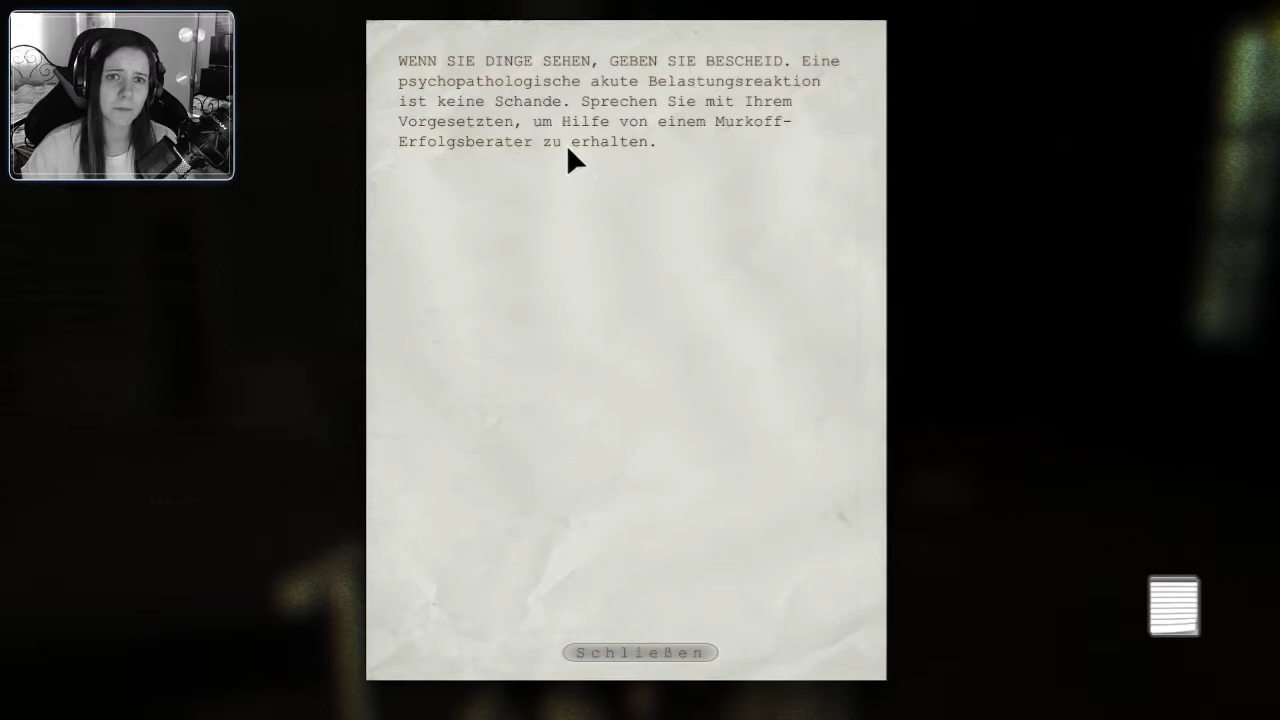 WENN SIE DINGE SEHEN, GEBEN SIE BESCHEID. Eine
psychopathologische akute Belastungsreaktion
ist keine Schande. Sprechen Sie mit Ihrem
Vorgesetzten, um Hilfe von einem Murkoff-
Erfolgsberater zu erhalten.
Schließen